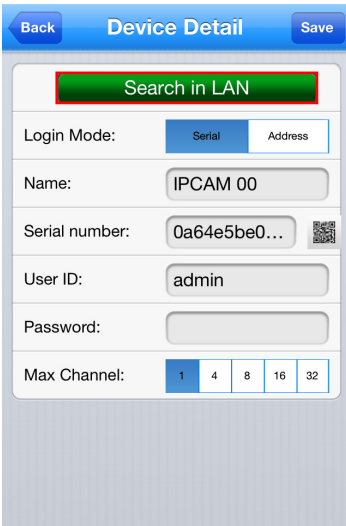 Back Device Detail Save
Search in LAN
Login Mode: Serial Address
Name: IPCAM 00
Serial number: 0a64e5be0...
User ID: admin
Password:
Max Channel: 1 4 8 16 32